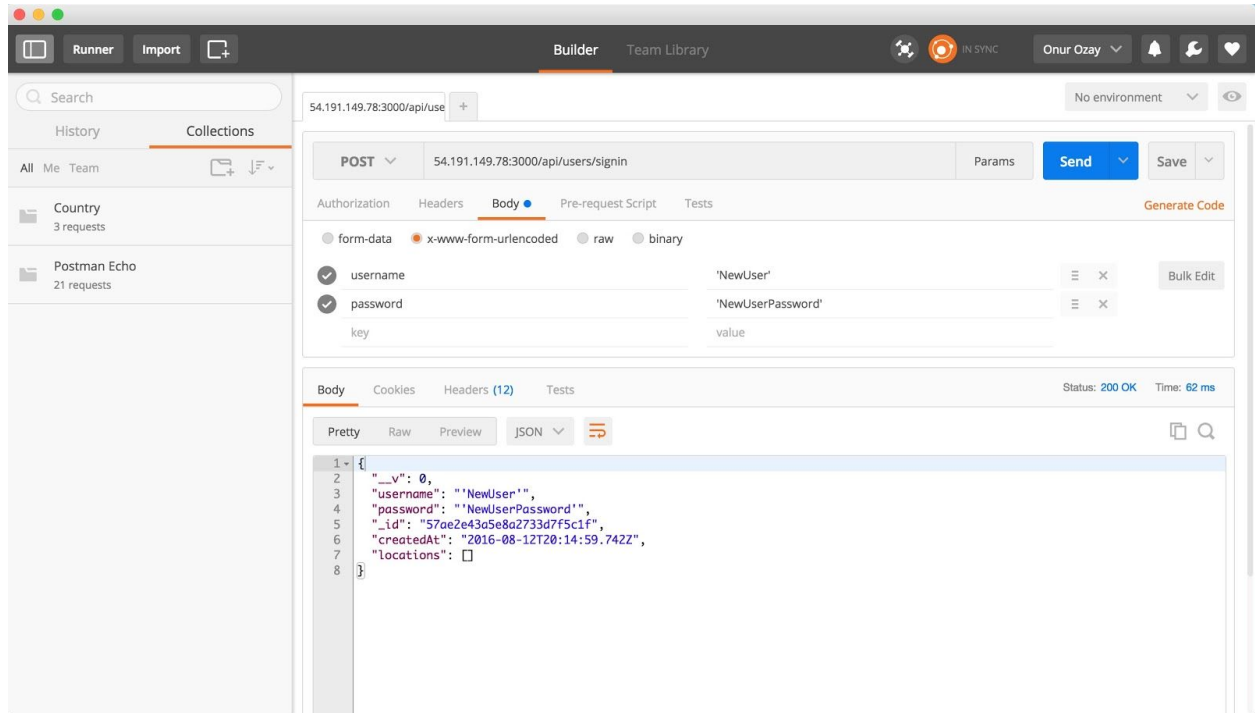 Runner Import Builder Team Library IN SYNC Onur Ozay
Search
History Collections
All Me Team
Country
3 requests
Postman Echo
21 requests
54.191.149.78:3000/api/use + No environment
POST 54.191.149.78:3000/api/users/signin Params Send Save
Authorization Headers Body Pre-request Script Tests Generate Code
form-data x-www-form-urlencoded raw binary
username 'NewUser' Bulk Edit
password 'NewUserPassword'
key value
Body Cookies Headers (12) Tests Status: 200 OK Time: 62 ms
Pretty Raw Preview JSON
1 {
2 "__v": 0,
3 "username": "'NewUser'",
4 "password": "'NewUserPassword'",
5 "_id": "57ae2e43a5e8a2733d7f5c1f",
6 "createdAt": "2016-08-12T20:14:59.742Z",
7 "locations": []
8 }